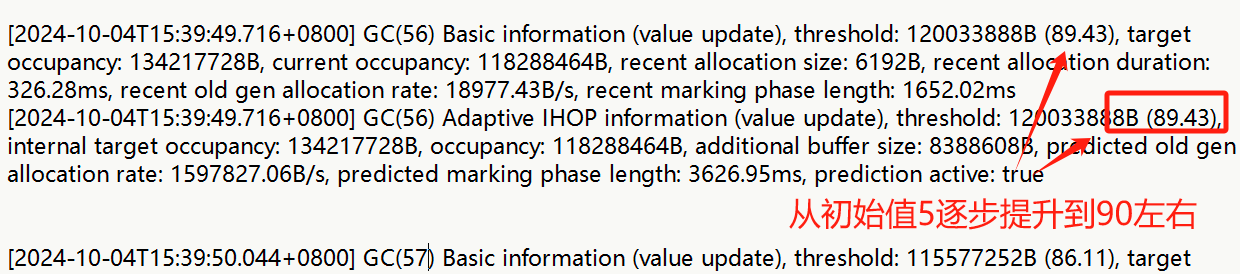 [2024-10-04T15:39:49.716+0800] GC(56) Basic information (value update), threshold: 120033888B (89.43), target
occupancy: 134217728B, current occupancy: 118288464B, recent allocation size: 6192B, recent allocation duration:
326.28ms, recent old gen allocation rate: 18977.43B/s, recent marking phase length: 1652.02ms
[2024-10-04T15:39:49.716+0800] GC(56) Adaptive IHOP information (value update), threshold: 120033888B (89.43),
internal target occupancy: 134217728B, occupancy: 118288464B, additional buffer size: 8388608B, predicted old gen
allocation rate: 1597827.06B/s, predicted marking phase length: 3626.95ms, prediction active: true
从初始值5逐步提升到90左右
[2024-10-04T15:39:50.044+0800] GC(57) Basic information (value update), threshold: 115577252B (86.11), target